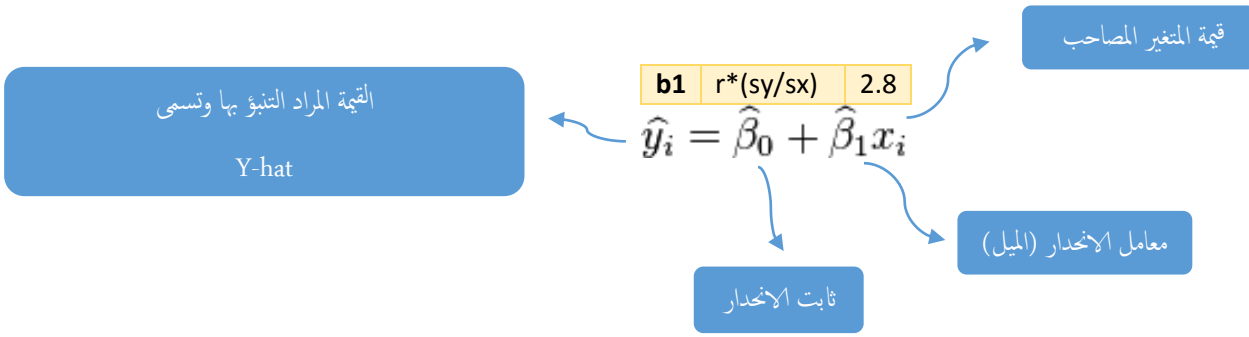 قيمة المتغير المصاحب
b1 r*(sy/sx) 2.8
القيمة المراد التنبؤ بها وتسمى
Y-hat
ŷᵢ = β̂₀ + β̂₁xᵢ
معامل الانحدار (الميل)
ثابت الانحدار